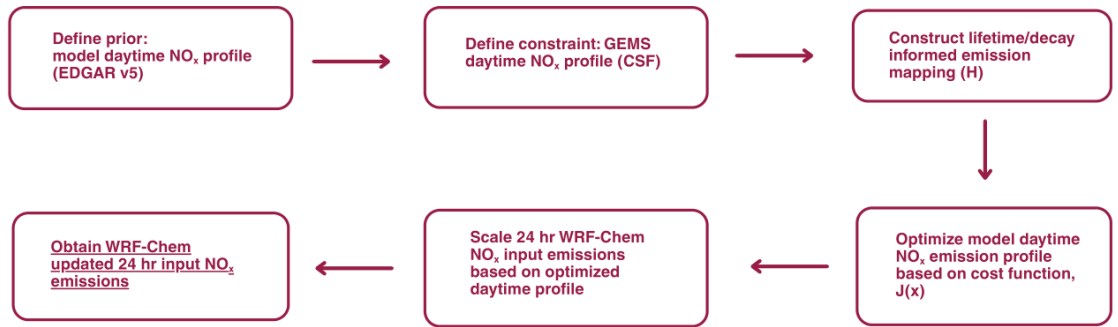 Define prior:
model daytime NOₓ profile
(EDGAR v5)
Define constraint: GEMS
daytime NOₓ profile (CSF)
Construct lifetime/decay
informed emission
mapping (H)
Optimize model daytime
NOₓ emission profile
based on cost function,
J(x)
Scale 24 hr WRF-Chem
NOₓ input emissions
based on optimized
daytime profile
Obtain WRF-Chem
updated 24 hr input NOₓ
emissions